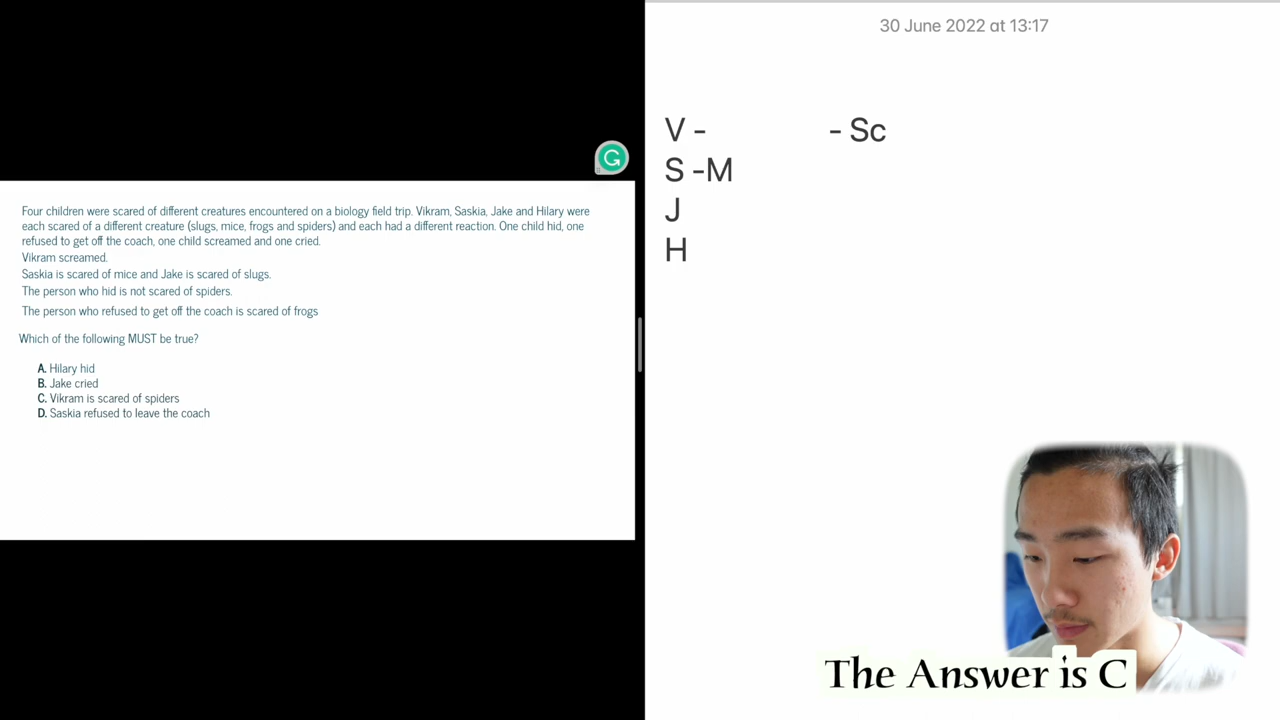 30 June 2022 at 13:17
V - - Sc
S -M
J
H
Four children were scared of different creatures encountered on a biology field trip. Vikram, Saskia, Jake and Hilary were
each scared of a different creature (slugs, mice, frogs and spiders) and each had a different reaction. One child hid, one
refused to get off the coach, one child screamed and one cried.
Vikram screamed.
Saskia is scared of mice and Jake is scared of slugs.
The person who hid is not scared of spiders.
The person who refused to get off the coach is scared of frogs
Which of the following MUST be true?
A. Hilary hid
B. Jake cried
C. Vikram is scared of spiders
D. Saskia refused to leave the coach
The Answer is C